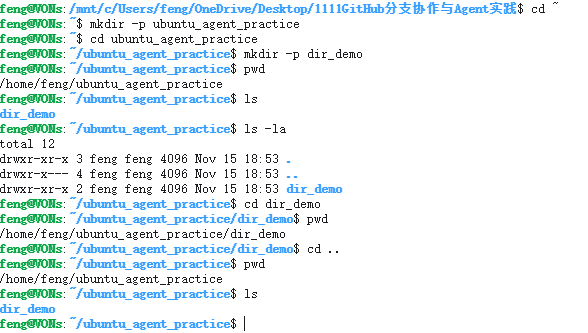 feng@VONs:/mnt/c/Users/feng/OneDrive/Desktop/1111GitHub分支协作与Agent实践$ cd ~
feng@VONs:~$ mkdir -p ubuntu_agent_practice
feng@VONs:~$ cd ubuntu_agent_practice
feng@VONs:~/ubuntu_agent_practice$ mkdir -p dir_demo
feng@VONs:~/ubuntu_agent_practice$ pwd
/home/feng/ubuntu_agent_practice
feng@VONs:~/ubuntu_agent_practice$ ls
dir_demo
feng@VONs:~/ubuntu_agent_practice$ ls -la
total 12
drwxr-xr-x 3 feng feng 4096 Nov 15 18:53 .
drwxr-x--- 4 feng feng 4096 Nov 15 18:53 ..
drwxr-xr-x 2 feng feng 4096 Nov 15 18:53 dir_demo
feng@VONs:~/ubuntu_agent_practice$ cd dir_demo
feng@VONs:~/ubuntu_agent_practice/dir_demo$ pwd
/home/feng/ubuntu_agent_practice/dir_demo
feng@VONs:~/ubuntu_agent_practice/dir_demo$ cd ..
feng@VONs:~/ubuntu_agent_practice$ pwd
/home/feng/ubuntu_agent_practice
feng@VONs:~/ubuntu_agent_practice$ ls
dir_demo
feng@VONs:~/ubuntu_agent_practice$